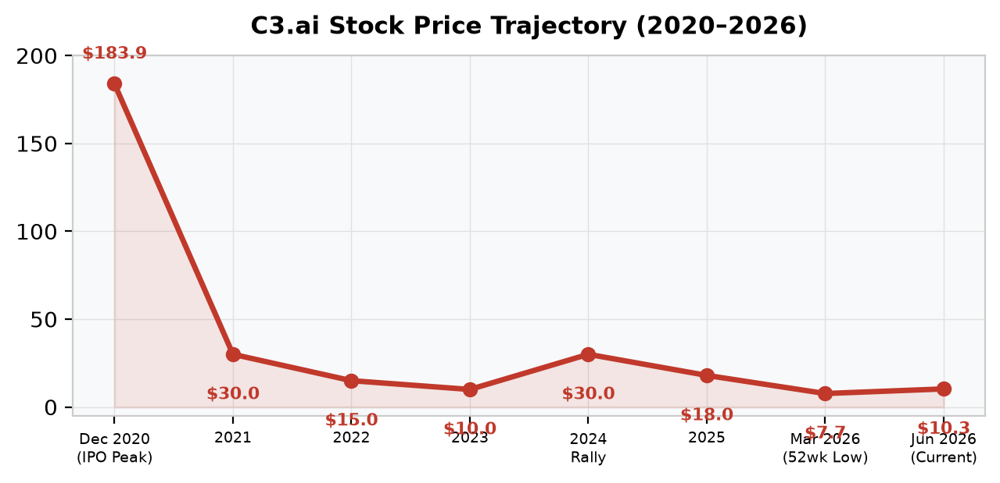 C3.ai Stock Price Trajectory (2020–2026)
200
150
100
50
0
$183.9
$30.0
$15.0
$10.0
$30.0
$18.0
$7.7
$10.3
Dec 2020
(IPO Peak)
2021
2022
2023
2024
Rally
2025
Mar 2026
(52wk Low)
Jun 2026
(Current)